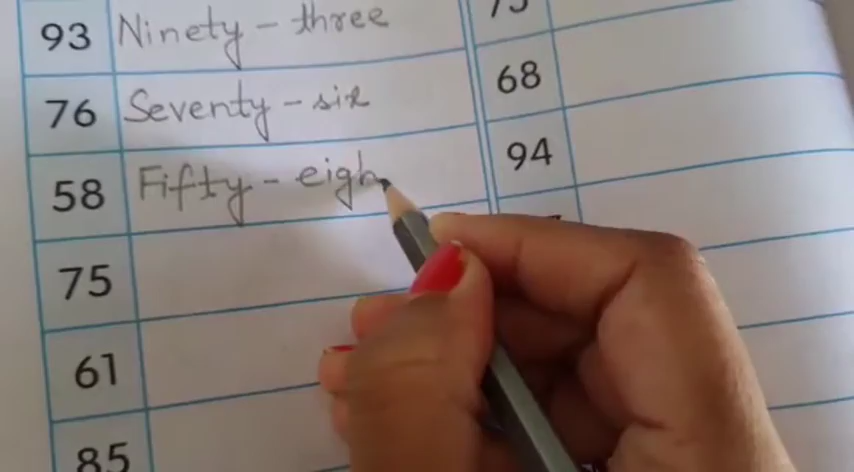 93 Ninety - three
76 Seventy - six
58 Fifty - eigh
75
61
85
68
94